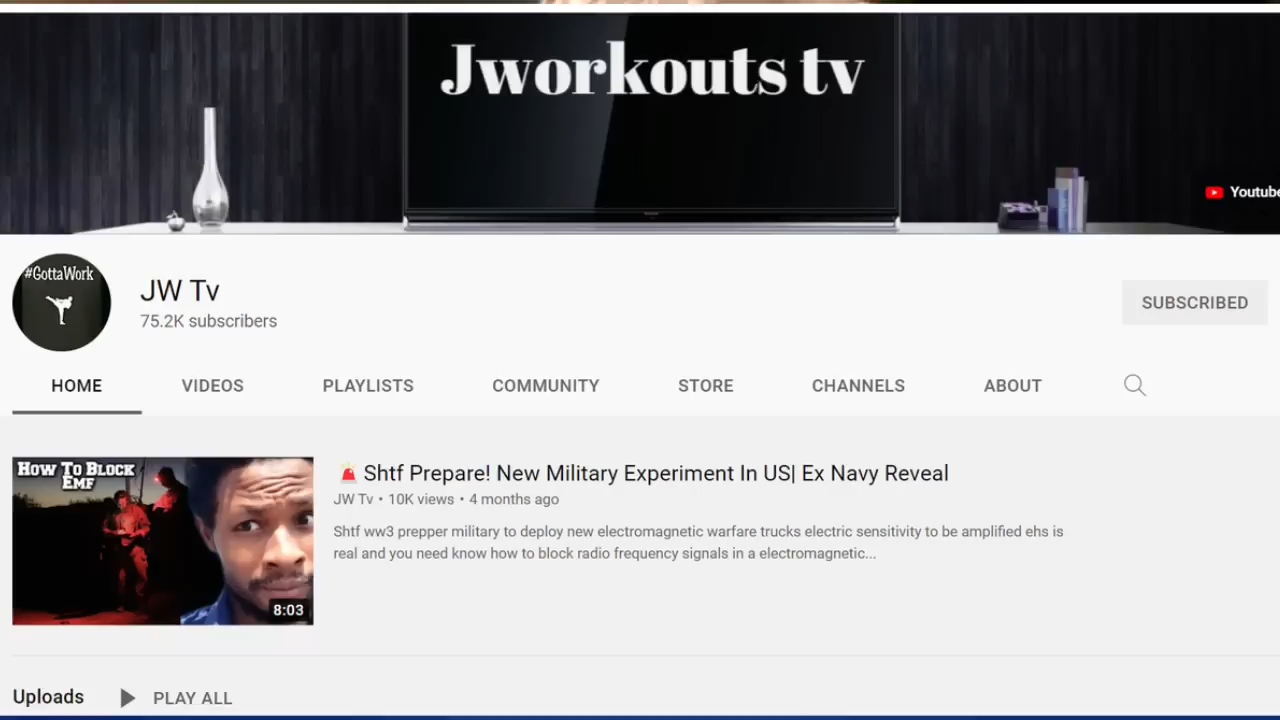 Jworkouts tv
Youtube
#GottaWork
JW Tv
75.2K subscribers
SUBSCRIBED
HOME VIDEOS PLAYLISTS COMMUNITY STORE CHANNELS ABOUT
HOW TO BLOCK
EMF
8:03
Shtf Prepare! New Military Experiment In US| Ex Navy Reveal
JW Tv • 10K views • 4 months ago
Shtf ww3 prepper military to deploy new electromagnetic warfare trucks electric sensitivity to be amplified ehs is
real and you need know how to block radio frequency signals in a electromagnetic...
Uploads PLAY ALL